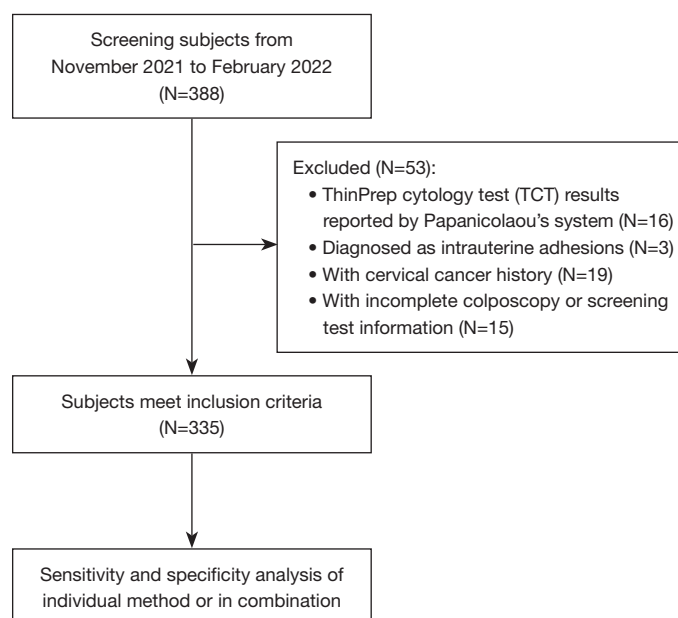 Screening subjects from
November 2021 to February 2022
(N=388)
Excluded (N=53):
• ThinPrep cytology test (TCT) results
reported by Papanicolaou's system (N=16)
• Diagnosed as intrauterine adhesions (N=3)
• With cervical cancer history (N=19)
• With incomplete colposcopy or screening
test information (N=15)
Subjects meet inclusion criteria
(N=335)
Sensitivity and specificity analysis of
individual method or in combination